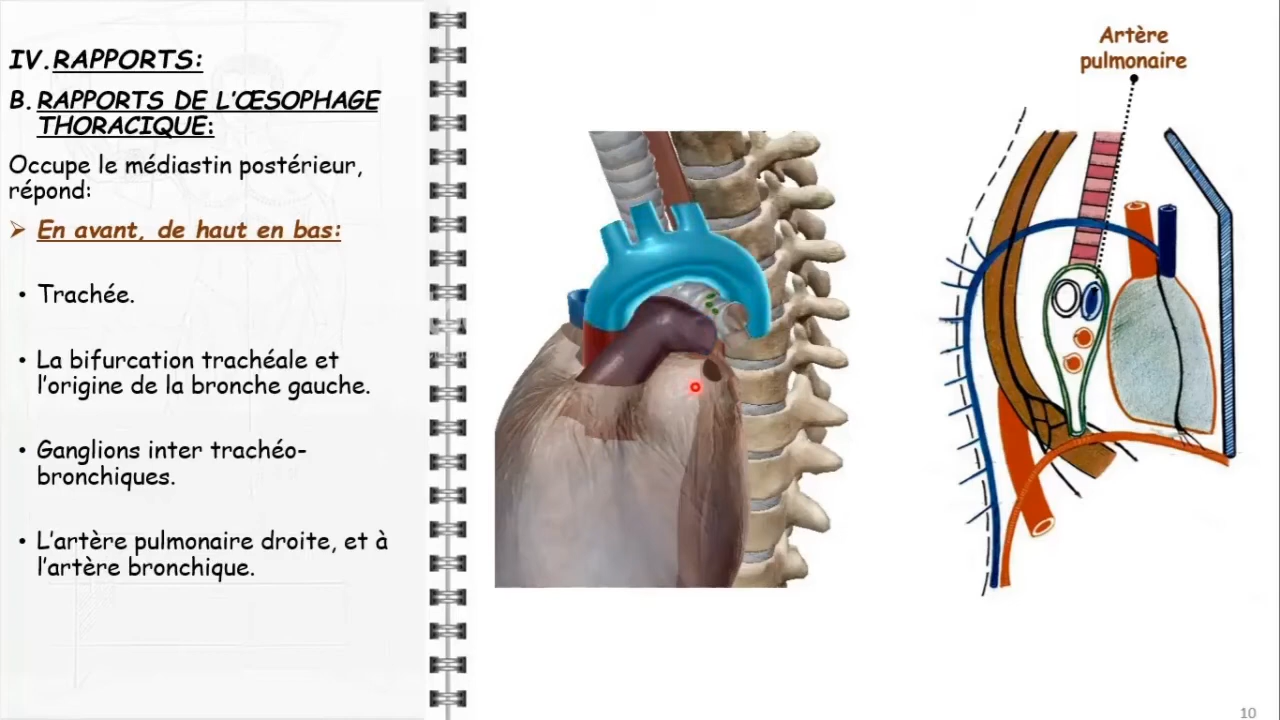 IV. RAPPORTS:
B. RAPPORTS DE L'ŒSOPHAGE
THORACIQUE:
Occupe le médiastin postérieur,
répond:
➢ En avant, de haut en bas:
• Trachée.
• La bifurcation trachéale et
l'origine de la bronche gauche.
• Ganglions inter trachéo-
bronchiques.
• L'artère pulmonaire droite, et à
l'artère bronchique.
Artère
pulmonaire
10